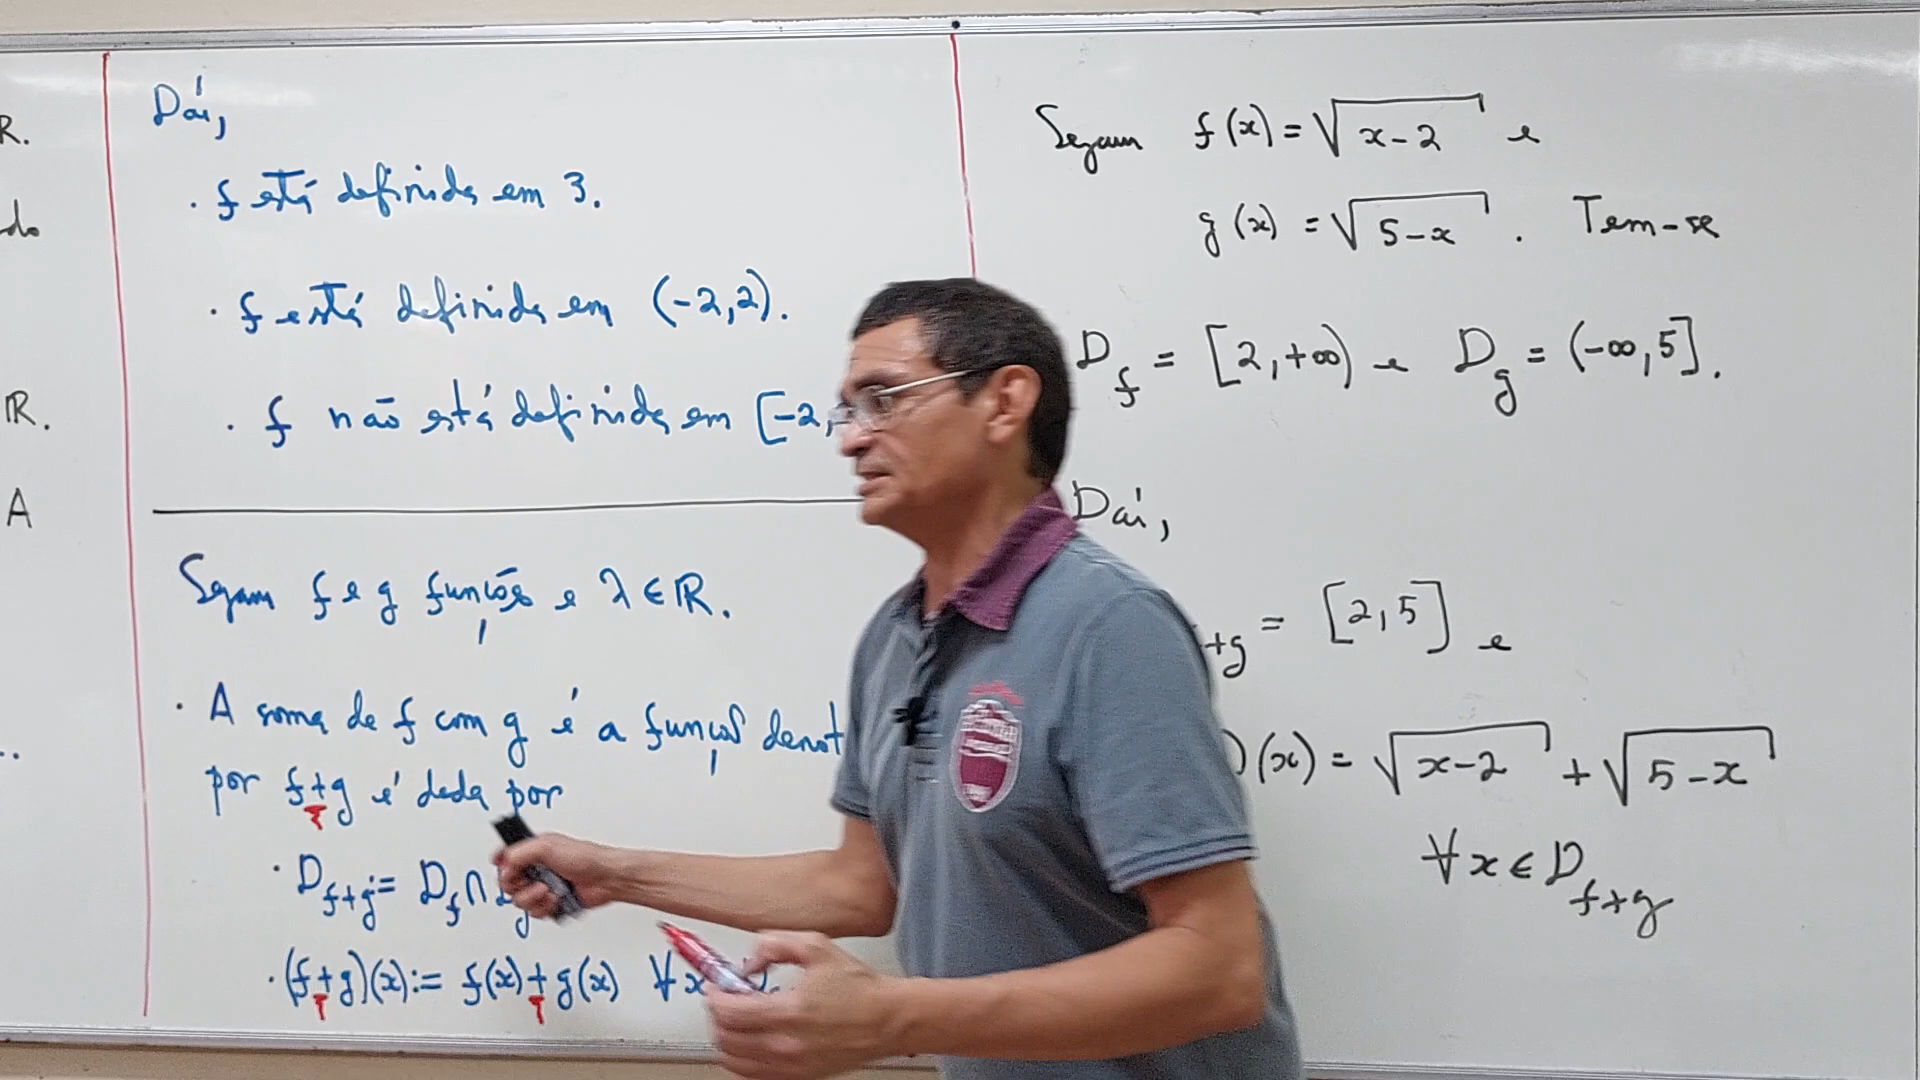 R.
do
R.
A
Daí,
· f está definida em 3.
· f está definida em (-2,2).
· f não está definida em [-2,
Sejam f e g funções e λ ∈ ℝ.
· A soma de f com g é a função denot
por f+g é dada por
· D_{f+g} = D_f ∩ D_g
· (f+g)(x) := f(x)+g(x) ∀x
Sejam f(x) = √(x-2) e
g(x) = √(5-x). Tem-se
D_f = [2,+∞) e D_g = (-∞,5].
Daí,
+g = [2,5] e
)(x) = √(x-2) + √(5-x)
∀x ∈ D_{f+g}